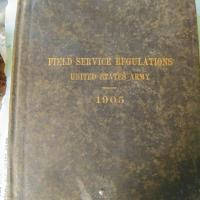 FIELD SERVICE REGULATIONS
UNITED STATES ARMY
1905